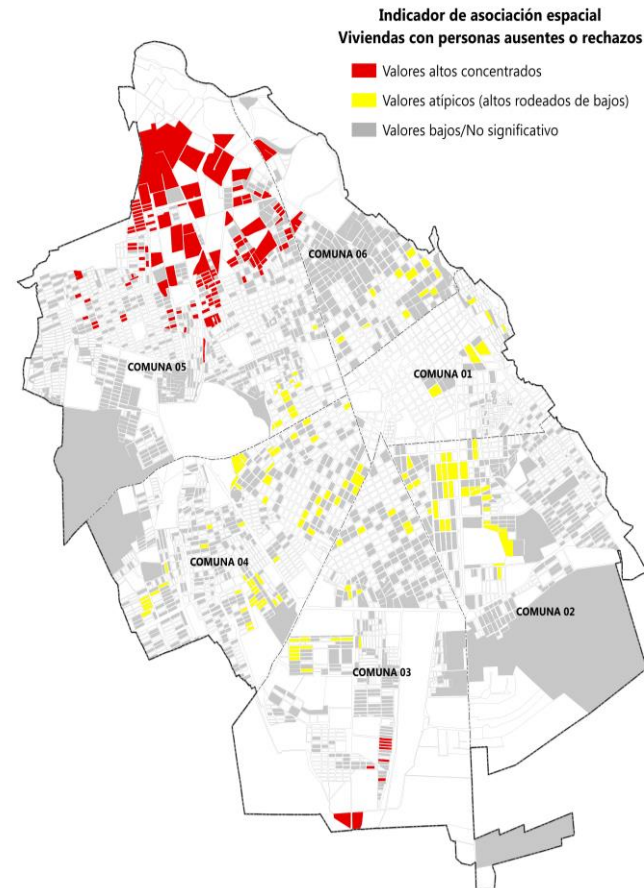 Indicador de asociación espacial
Viviendas con personas ausentes o rechazos
Valores altos concentrados
Valores atípicos (altos rodeados de bajos)
Valores bajos/No significativo
COMUNA 06
COMUNA 05
COMUNA 01
COMUNA 04
COMUNA 02
COMUNA 03